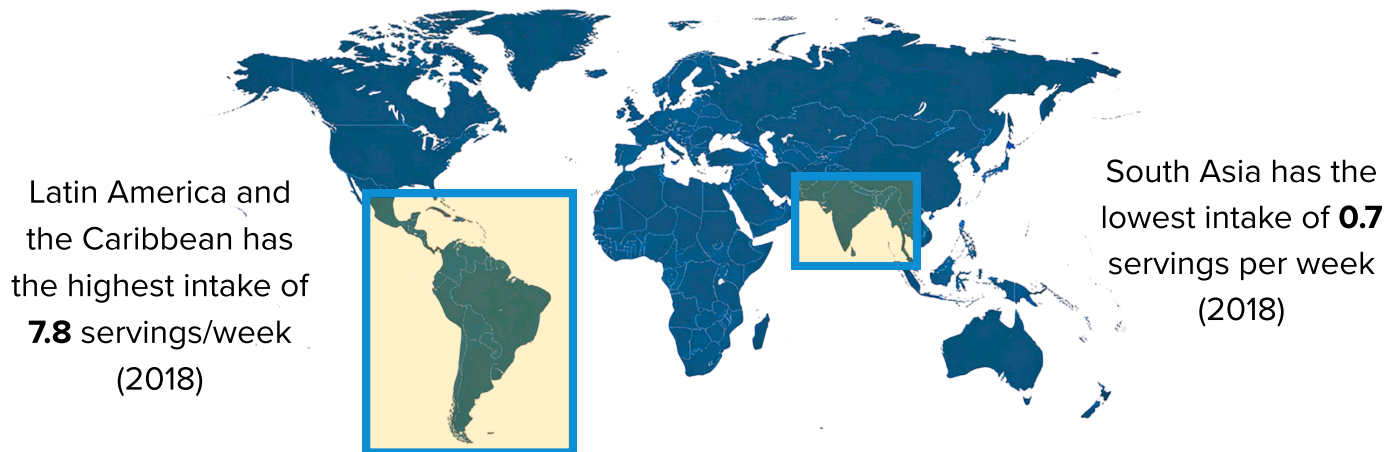 Latin America and
the Caribbean has
the highest intake of
7.8 servings/week
(2018)
South Asia has the
lowest intake of 0.7
servings per week
(2018)